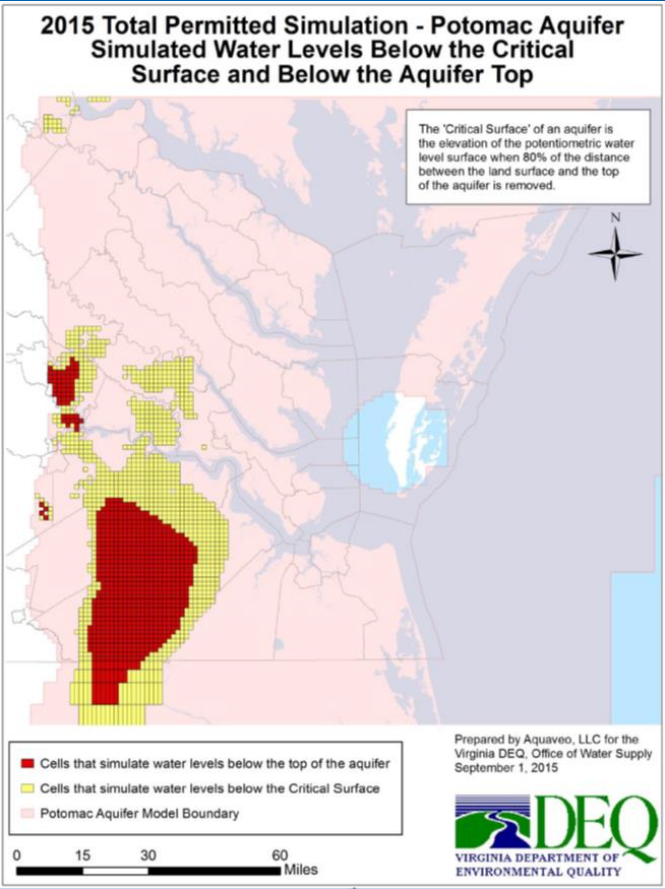 2015 Total Permitted Simulation - Potomac Aquifer
Simulated Water Levels Below the Critical
Surface and Below the Aquifer Top
The 'Critical Surface' of an aquifer is
the elevation of the potentiometric water
level surface when 80% of the distance
between the land surface and the top
of the aquifer is removed.
N
Cells that simulate water levels below the top of the aquifer
Cells that simulate water levels below the Critical Surface
Potomac Aquifer Model Boundary
0 15 30 60
Miles
Prepared by Aquaveo, LLC for the
Virginia DEQ, Office of Water Supply
September 1, 2015
DEQ
VIRGINIA DEPARTMENT OF
ENVIRONMENTAL QUALITY